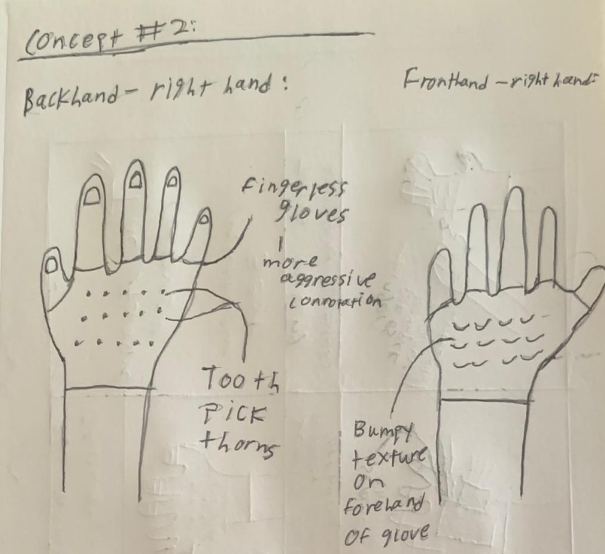 Concept #2:
Backhand - right hand:
Fronthand - right hand:
Fingerless
gloves
more
aggressive
connotation
Tooth
Pick
thorns
Bumpy
texture
on
forehand
of glove